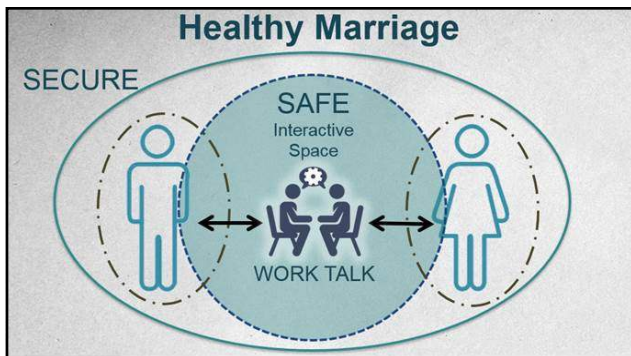 Healthy Marriage
SECURE
SAFE
Interactive
Space
WORK TALK